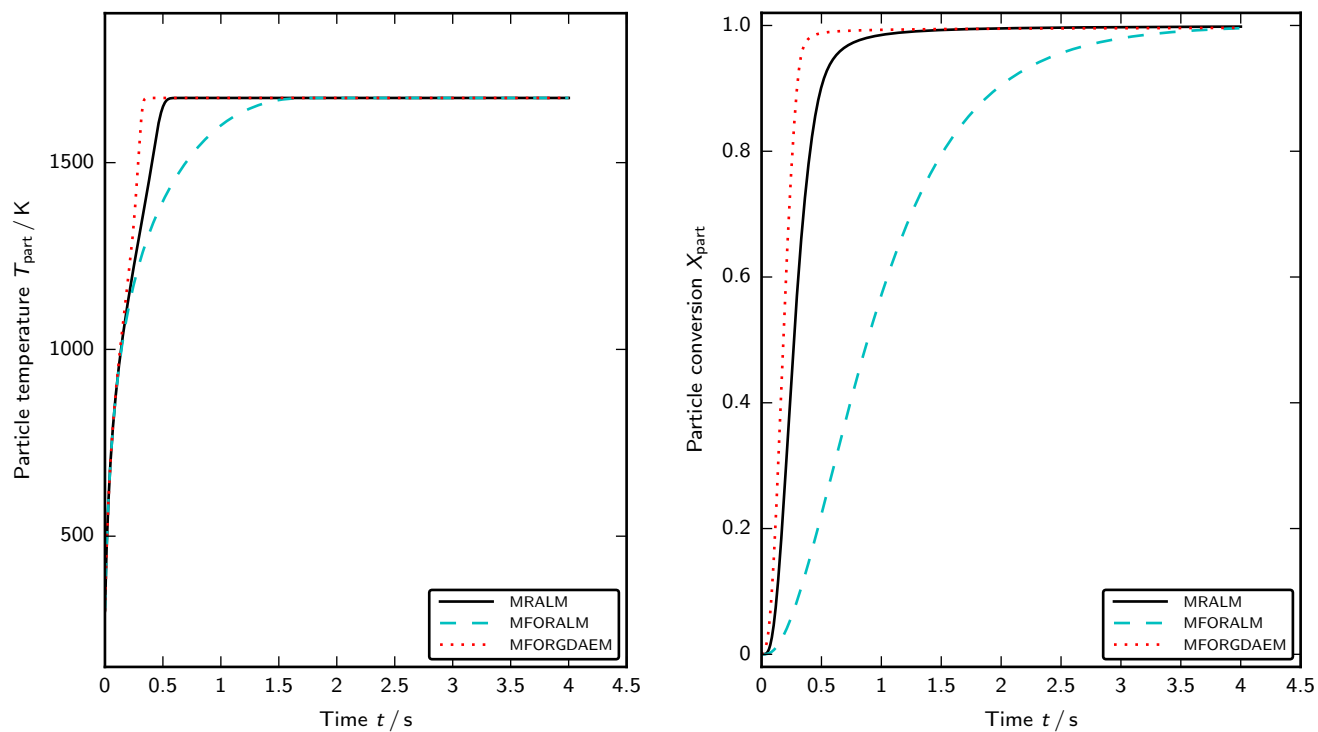 Particle temperature T_part / K
1500
1000
500
0
0.5
1
1.5
2
2.5
3
3.5
4
4.5
Time t / s
MRALM
MFORALM
MFORGDAEM
Particle conversion X_part
1.0
0.8
0.6
0.4
0.2
0
0
0.5
1
1.5
2
2.5
3
3.5
4
4.5
Time t / s
MRALM
MFORALM
MFORGDAEM